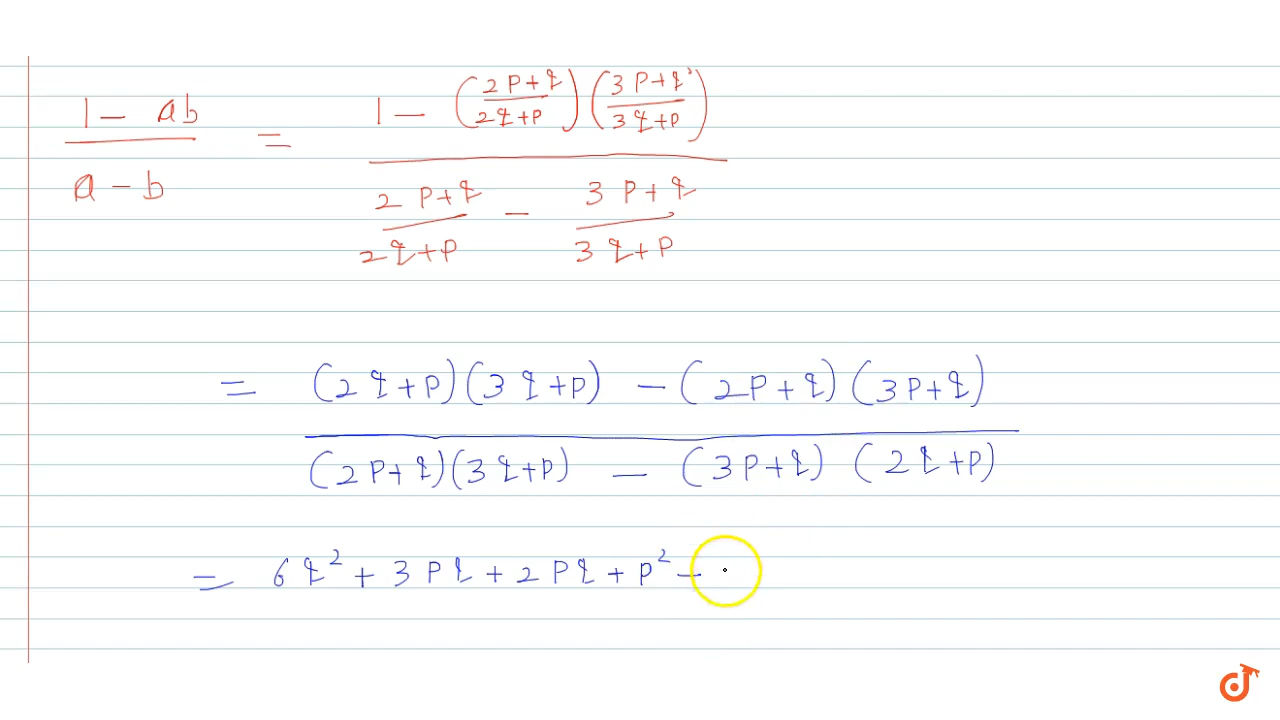 1 - ab / a - b = 1 - (2p+q / 2q+p)(3p+q / 3q+p) / 2p+q / 2q+p - 3p+q / 3q+p
= (2q+p)(3q+p) - (2p+q)(3p+q) / (2p+q)(3q+p) - (3p+q)(2q+p)
= 6q² + 3pq + 2pq + p² -